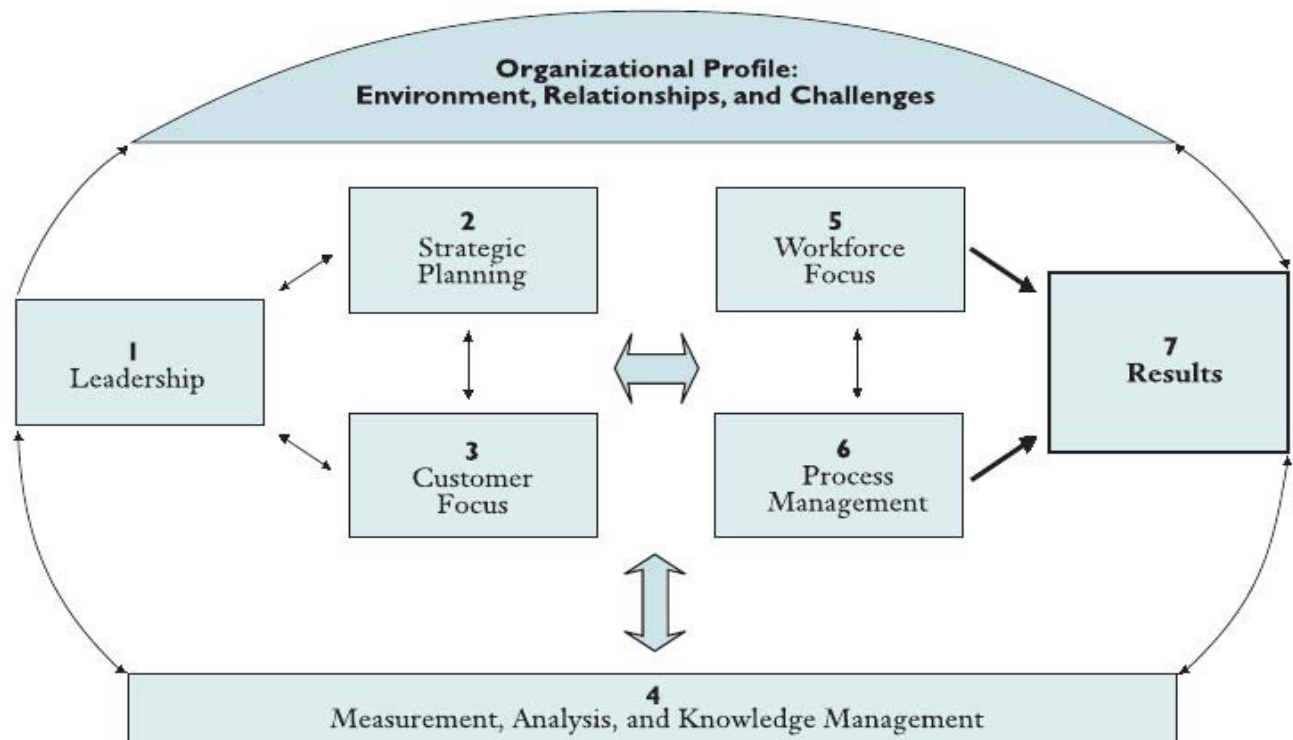 Organizational Profile:
Environment, Relationships, and Challenges
2
Strategic
Planning
5
Workforce
Focus
1
Leadership
7
Results
3
Customer
Focus
6
Process
Management
4
Measurement, Analysis, and Knowledge Management